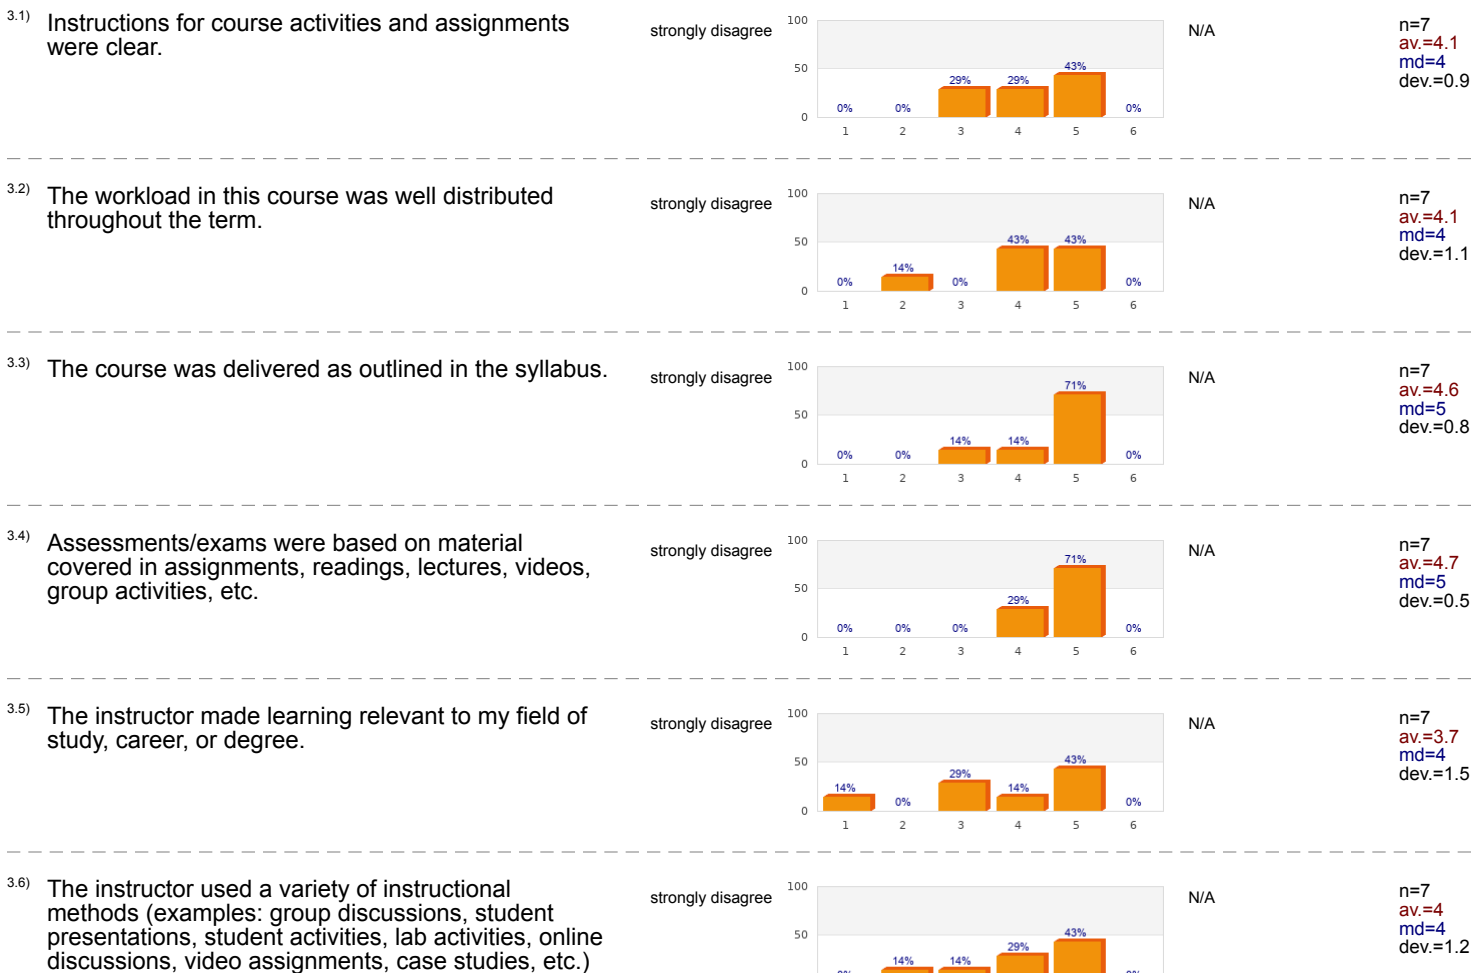 3.1) Instructions for course activities and assignments
were clear.
strongly disagree
N/A
n=7
av.=4.1
md=4
dev.=0.9
100
50
0
0% 0% 29% 29% 43% 0%
1 2 3 4 5 6
3.2) The workload in this course was well distributed
throughout the term.
strongly disagree
N/A
n=7
av.=4.1
md=4
dev.=1.1
100
50
0
0% 14% 0% 43% 43% 0%
1 2 3 4 5 6
3.3) The course was delivered as outlined in the syllabus.
strongly disagree
N/A
n=7
av.=4.6
md=5
dev.=0.8
100
50
0
0% 0% 14% 14% 71% 0%
1 2 3 4 5 6
3.4) Assessments/exams were based on material
covered in assignments, readings, lectures, videos,
group activities, etc.
strongly disagree
N/A
n=7
av.=4.7
md=5
dev.=0.5
100
50
0
0% 0% 0% 29% 71% 0%
1 2 3 4 5 6
3.5) The instructor made learning relevant to my field of
study, career, or degree.
strongly disagree
N/A
n=7
av.=3.7
md=4
dev.=1.5
100
50
0
14% 0% 29% 14% 43% 0%
1 2 3 4 5 6
3.6) The instructor used a variety of instructional
methods (examples: group discussions, student
presentations, student activities, lab activities, online
discussions, video assignments, case studies, etc.)
strongly disagree
N/A
n=7
av.=4
md=4
dev.=1.2
100
50
14% 14% 29% 43%